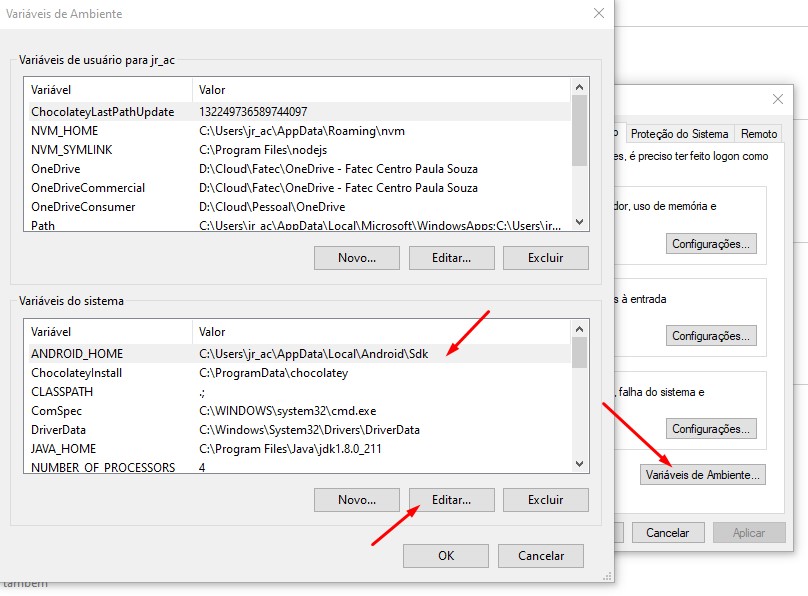 Variáveis de Ambiente
Variáveis de usuário para jr_ac
Variável Valor
ChocolateyLastPathUpdate 132249736589744097
NVM_HOME C:\Users\jr_ac\AppData\Roaming\nvm
NVM_SYMLINK C:\Program Files\nodejs
OneDrive D:\Cloud\Fatec\OneDrive - Fatec Centro Paula Souza
OneDriveCommercial D:\Cloud\Fatec\OneDrive - Fatec Centro Paula Souza
OneDriveConsumer D:\Cloud\Pessoal\OneDrive
Path C:\Users\jr_ac\AppData\Local\Microsoft\WindowsApps;C:\Users\jr...
Novo... Editar... Excluir
Variáveis do sistema
Variável Valor
ANDROID_HOME C:\Users\jr_ac\AppData\Local\Android\Sdk
ChocolateyInstall C:\ProgramData\chocolatey
CLASSPATH .;
ComSpec C:\WINDOWS\system32\cmd.exe
DriverData C:\Windows\System32\Drivers\DriverData
JAVA_HOME C:\Program Files\Java\jdk1.8.0_211
NUMBER_OF_PROCESSORS 4
Novo... Editar... Excluir
OK Cancelar
Proteção do Sistema Remoto
es, é preciso ter feito logon como
dor, uso de memória e
Configurações...
s à entrada
Configurações...
, falha do sistema e
Configurações...
Variáveis de Ambiente...
Cancelar Aplicar
também